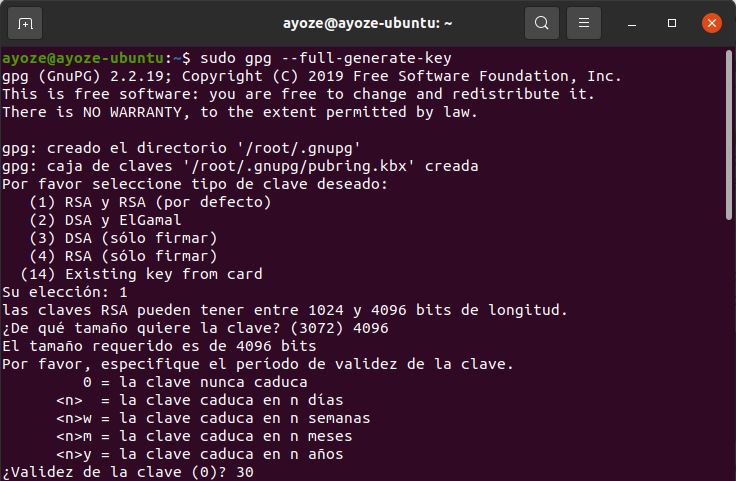 ayoze@ayoze-ubuntu: ~
ayoze@ayoze-ubuntu:~$ sudo gpg --full-generate-key
gpg (GnuPG) 2.2.19; Copyright (C) 2019 Free Software Foundation, Inc.
This is free software: you are free to change and redistribute it.
There is NO WARRANTY, to the extent permitted by law.

gpg: creado el directorio '/root/.gnupg'
gpg: caja de claves '/root/.gnupg/pubring.kbx' creada
Por favor seleccione tipo de clave deseado:
   (1) RSA y RSA (por defecto)
   (2) DSA y ElGamal
   (3) DSA (sólo firmar)
   (4) RSA (sólo firmar)
  (14) Existing key from card
Su elección: 1
las claves RSA pueden tener entre 1024 y 4096 bits de longitud.
¿De qué tamaño quiere la clave? (3072) 4096
El tamaño requerido es de 4096 bits
Por favor, especifique el período de validez de la clave.
         0 = la clave nunca caduca
      <n>  = la clave caduca en n días
      <n>w = la clave caduca en n semanas
      <n>m = la clave caduca en n meses
      <n>y = la clave caduca en n años
¿Validez de la clave (0)? 30